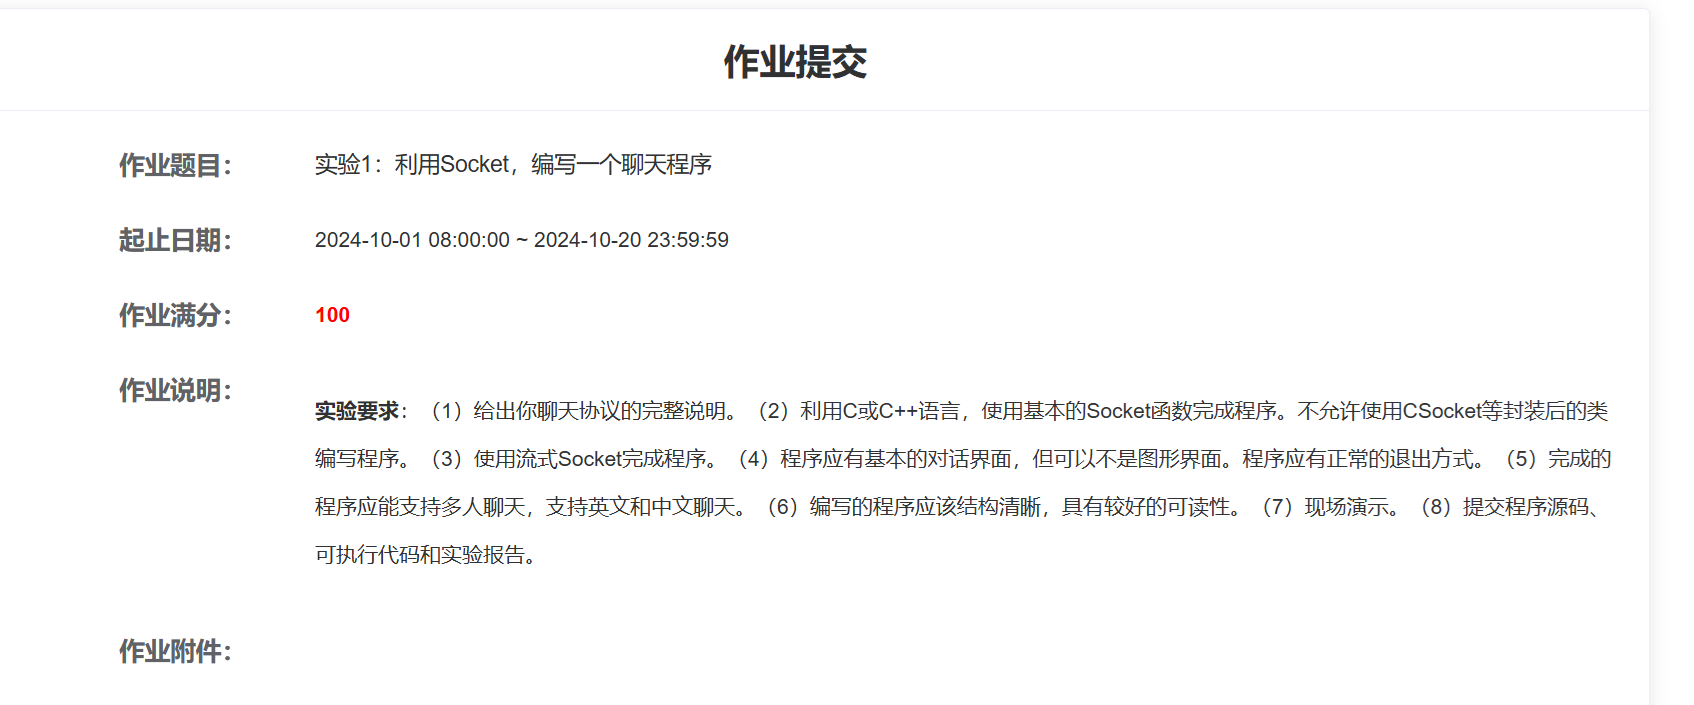 作业提交
作业题目： 实验1：利用Socket，编写一个聊天程序
起止日期： 2024-10-01 08:00:00 ~ 2024-10-20 23:59:59
作业满分： 100
作业说明：
实验要求：（1）给出你聊天协议的完整说明。（2）利用C或C++语言，使用基本的Socket函数完成程序。不允许使用CSocket等封装后的类
编写程序。（3）使用流式Socket完成程序。（4）程序应有基本的对话界面，但可以不是图形界面。程序应有正常的退出方式。（5）完成的
程序应能支持多人聊天，支持英文和中文聊天。（6）编写的程序应该结构清晰，具有较好的可读性。（7）现场演示。（8）提交程序源码、
可执行代码和实验报告。
作业附件：